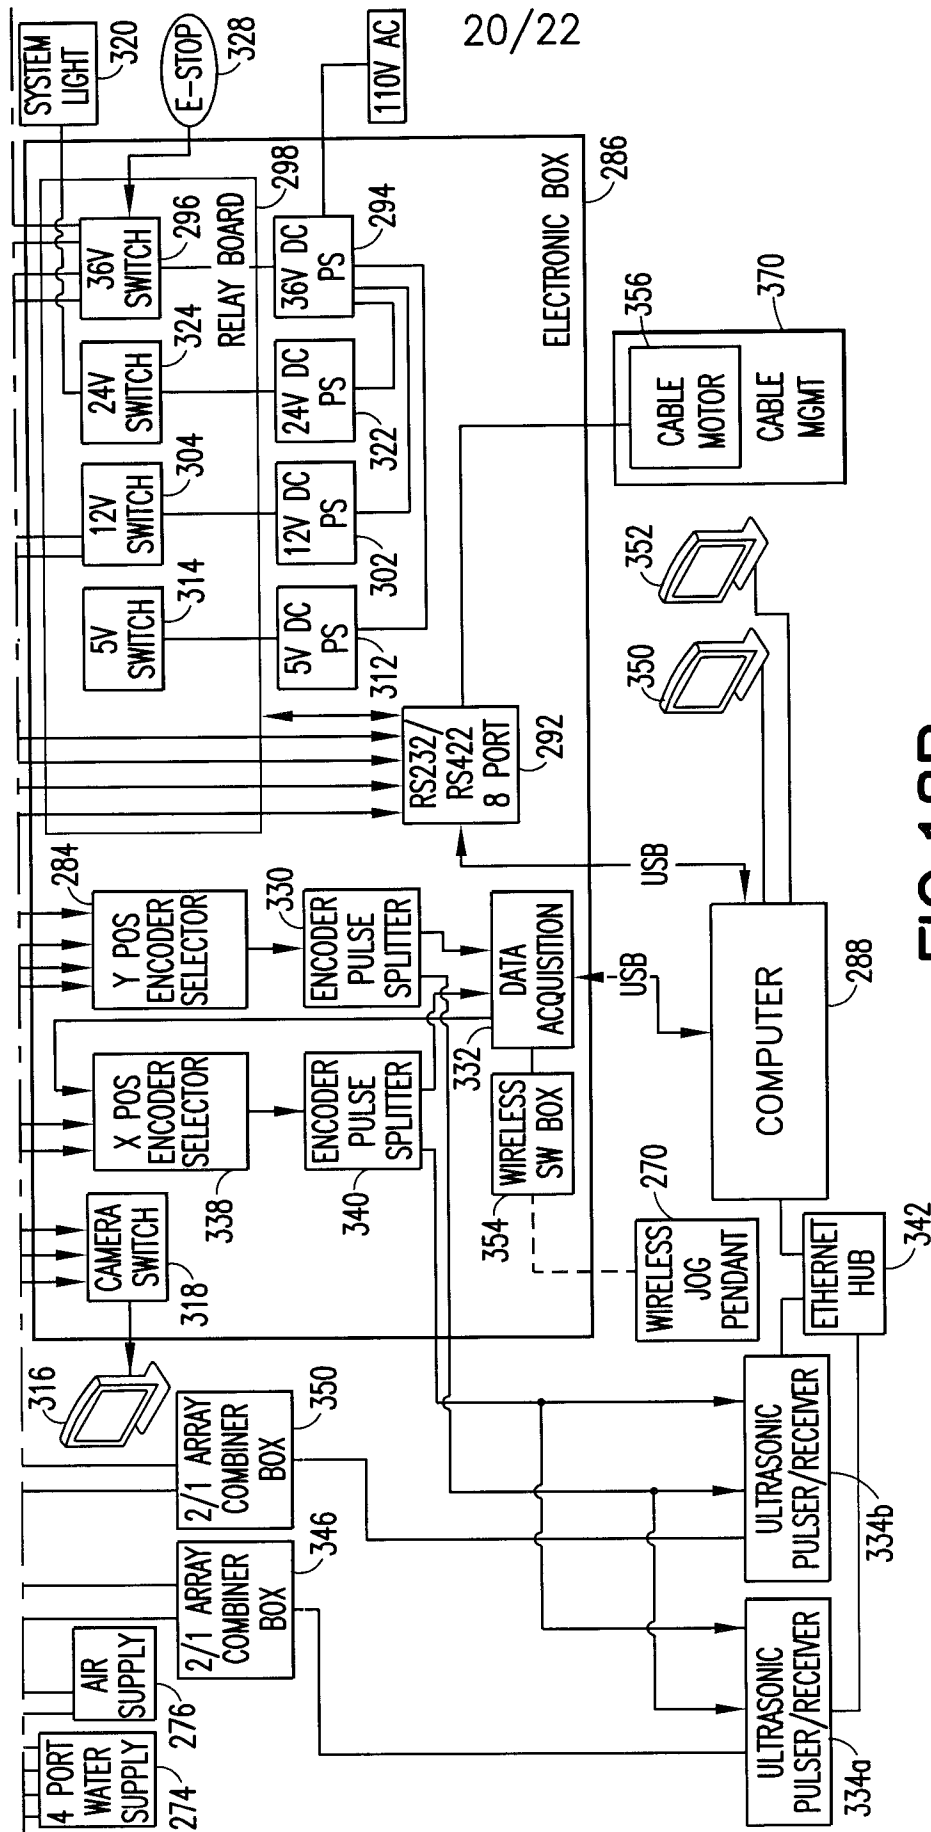 20/22
4 PORT
WATER
SUPPLY
274
AIR
SUPPLY
276
2/1 ARRAY
COMBINER
BOX
346
2/1 ARRAY
COMBINER
BOX
350
316
CAMERA
SWITCH
318
X POS
ENCODER
SELECTOR
338
Y POS
ENCODER
SELECTOR
284
ENCODER
PULSE
SPLITTER
340
ENCODER
PULSE
SPLITTER
330
WIRELESS
SW BOX
354
DATA
ACQUISITION
332
5V
SWITCH
314
12V
SWITCH
304
24V
SWITCH
324
36V
SWITCH
296
RELAY BOARD
298
5V DC
PS
312
12V DC
PS
302
24V DC
PS
322
36V DC
PS
294
SYSTEM
LIGHT
320
E-STOP
328
110V AC
RS232/
RS422
8 PORT
292
ELECTRONIC BOX
286
USB
USB
WIRELESS
JOG
PENDANT
270
CABLE
MOTOR
356
CABLE
MGMT
370
350
352
COMPUTER
288
ETHERNET
HUB
342
ULTRASONIC
PULSER/RECEIVER
334a
ULTRASONIC
PULSER/RECEIVER
334b